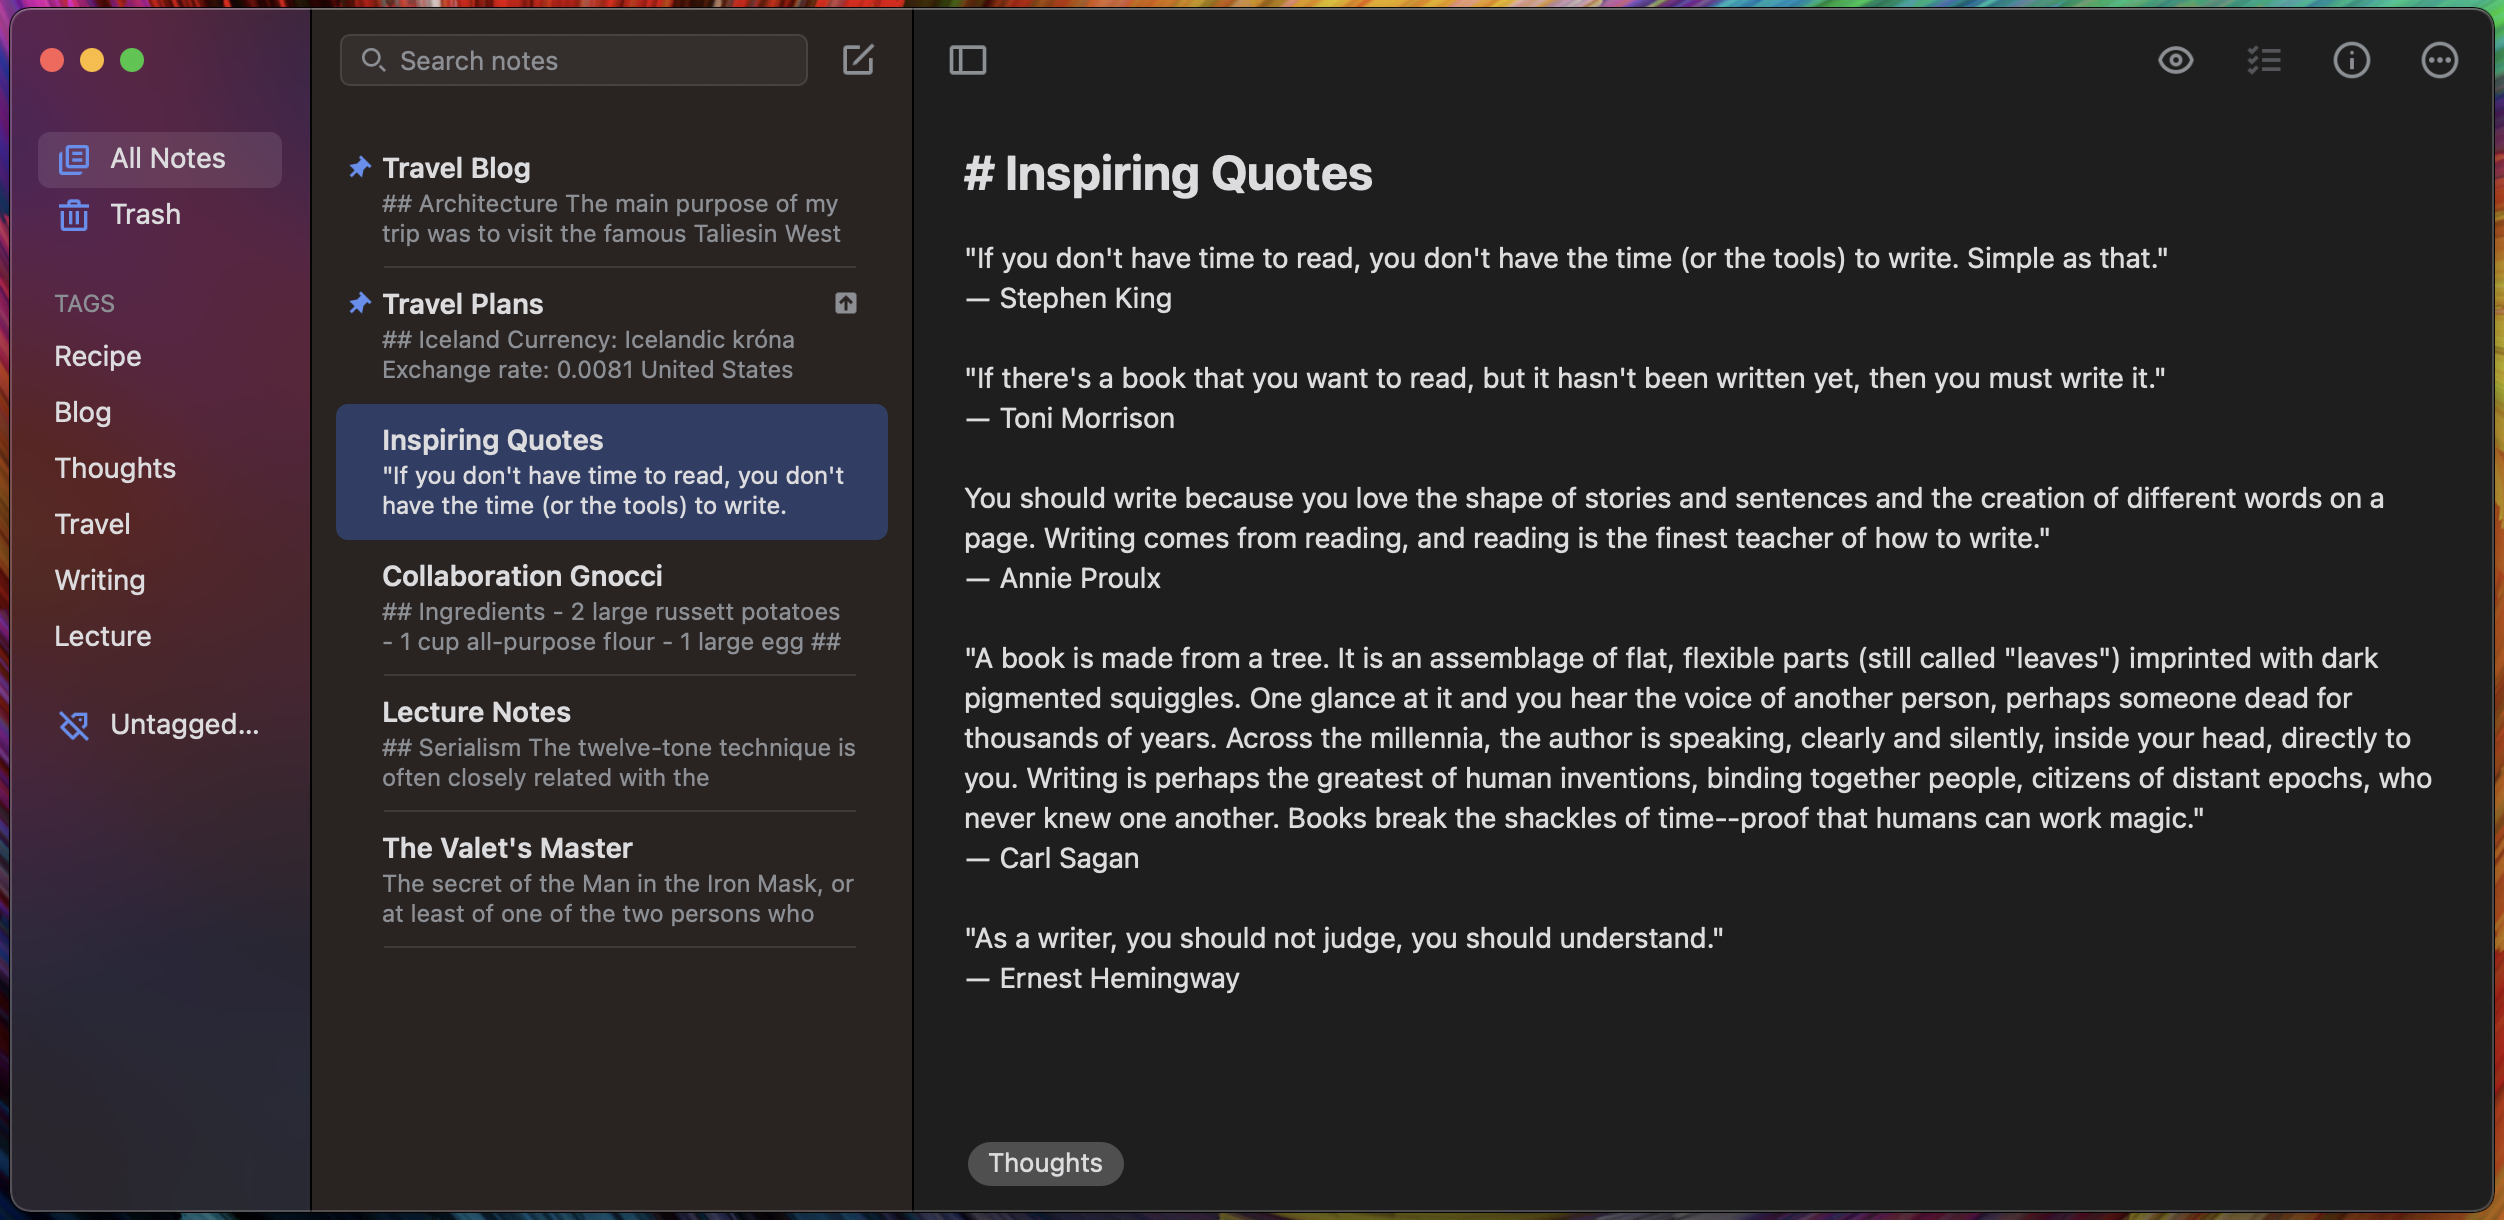 All Notes
Trash
TAGS
Recipe
Blog
Thoughts
Travel
Writing
Lecture
Untagged...
Search notes
Travel Blog
## Architecture The main purpose of my
trip was to visit the famous Taliesin West
Travel Plans
## Iceland Currency: Icelandic króna
Exchange rate: 0.0081 United States
Inspiring Quotes
"If you don't have time to read, you don't
have the time (or the tools) to write.
Collaboration Gnocci
## Ingredients - 2 large russett potatoes
- 1 cup all-purpose flour - 1 large egg ##
Lecture Notes
## Serialism The twelve-tone technique is
often closely related with the
The Valet's Master
The secret of the Man in the Iron Mask, or
at least of one of the two persons who
# Inspiring Quotes
"If you don't have time to read, you don't have the time (or the tools) to write. Simple as that."
— Stephen King
"If there's a book that you want to read, but it hasn't been written yet, then you must write it."
— Toni Morrison
You should write because you love the shape of stories and sentences and the creation of different words on a
page. Writing comes from reading, and reading is the finest teacher of how to write."
— Annie Proulx
"A book is made from a tree. It is an assemblage of flat, flexible parts (still called "leaves") imprinted with dark
pigmented squiggles. One glance at it and you hear the voice of another person, perhaps someone dead for
thousands of years. Across the millennia, the author is speaking, clearly and silently, inside your head, directly to
you. Writing is perhaps the greatest of human inventions, binding together people, citizens of distant epochs, who
never knew one another. Books break the shackles of time--proof that humans can work magic."
— Carl Sagan
"As a writer, you should not judge, you should understand."
— Ernest Hemingway
Thoughts